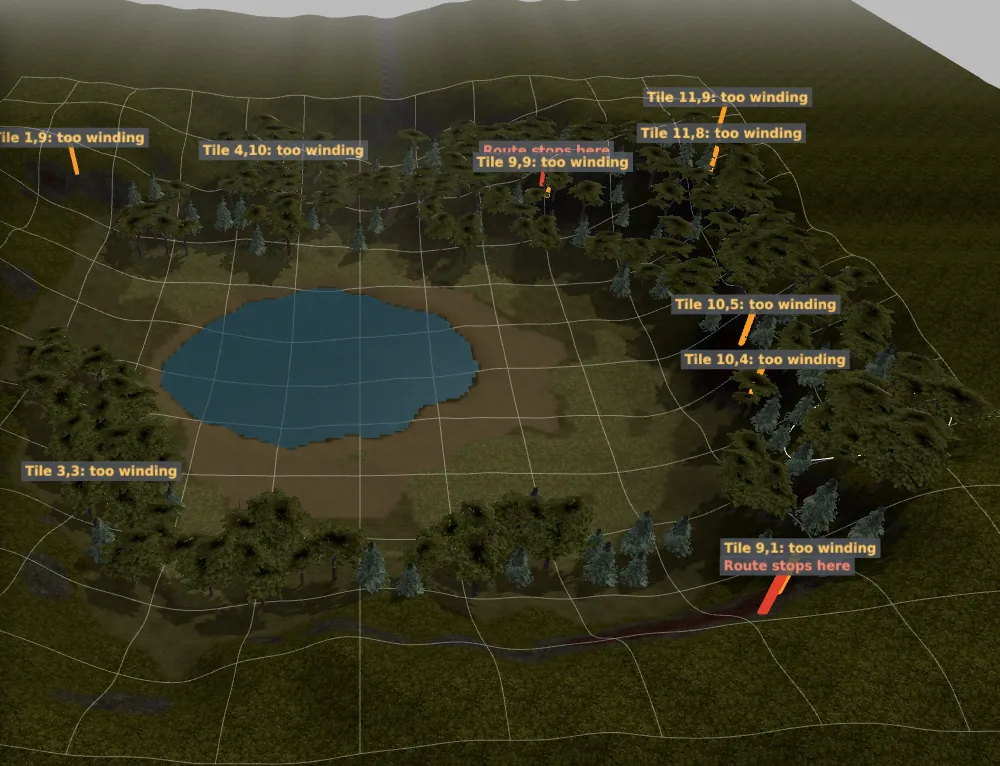 Tile 11,9: too winding
Tile 11,8: too winding
ile 1,9: too winding
Tile 4,10: too winding
Route stops here
Tile 9,9: too winding
Tile 10,5: too winding
Tile 10,4: too winding
Tile 3,3: too winding
Tile 9,1: too winding
Route stops here